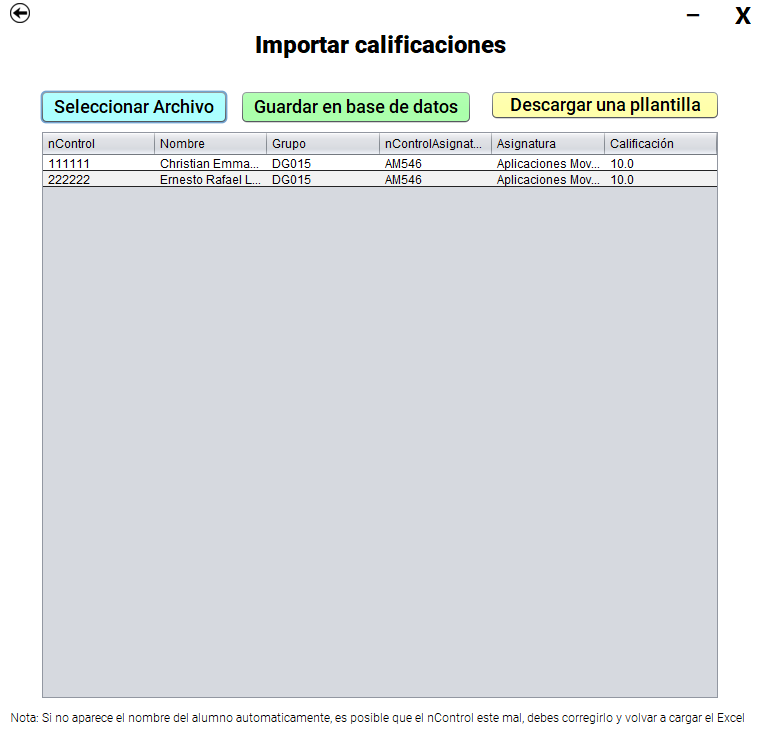 – X
Importar calificaciones
Seleccionar Archivo Guardar en base de datos Descargar una pllantilla
nControl Nombre Grupo nControlAsignat... Asignatura Calificación
111111 Christian Emma... DG015 AM546 Aplicaciones Mov... 10.0
222222 Ernesto Rafael L... DG015 AM546 Aplicaciones Mov... 10.0
Nota: Si no aparece el nombre del alumno automaticamente, es posible que el nControl este mal, debes corregirlo y volvar a cargar el Excel